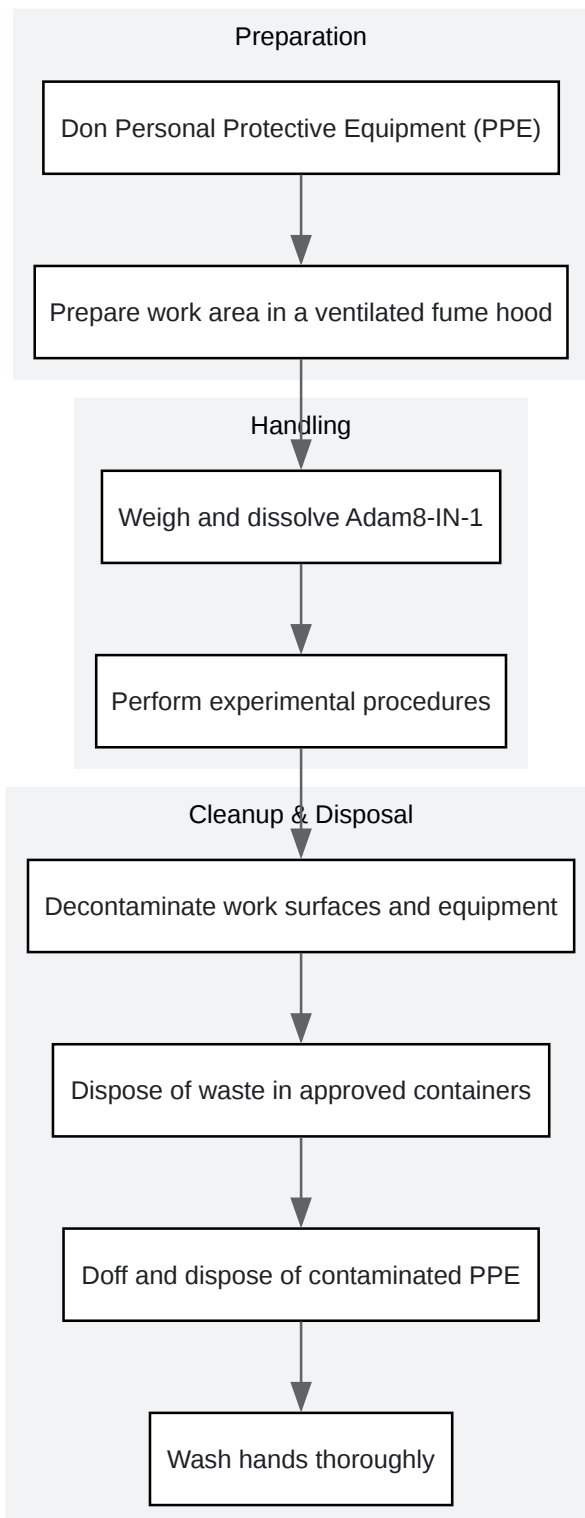 Preparation
Don Personal Protective Equipment (PPE)
Prepare work area in a ventilated fume hood
Handling
Weigh and dissolve Adam8-IN-1
Perform experimental procedures
Cleanup & Disposal
Decontaminate work surfaces and equipment
Dispose of waste in approved containers
Doff and dispose of contaminated PPE
Wash hands thoroughly